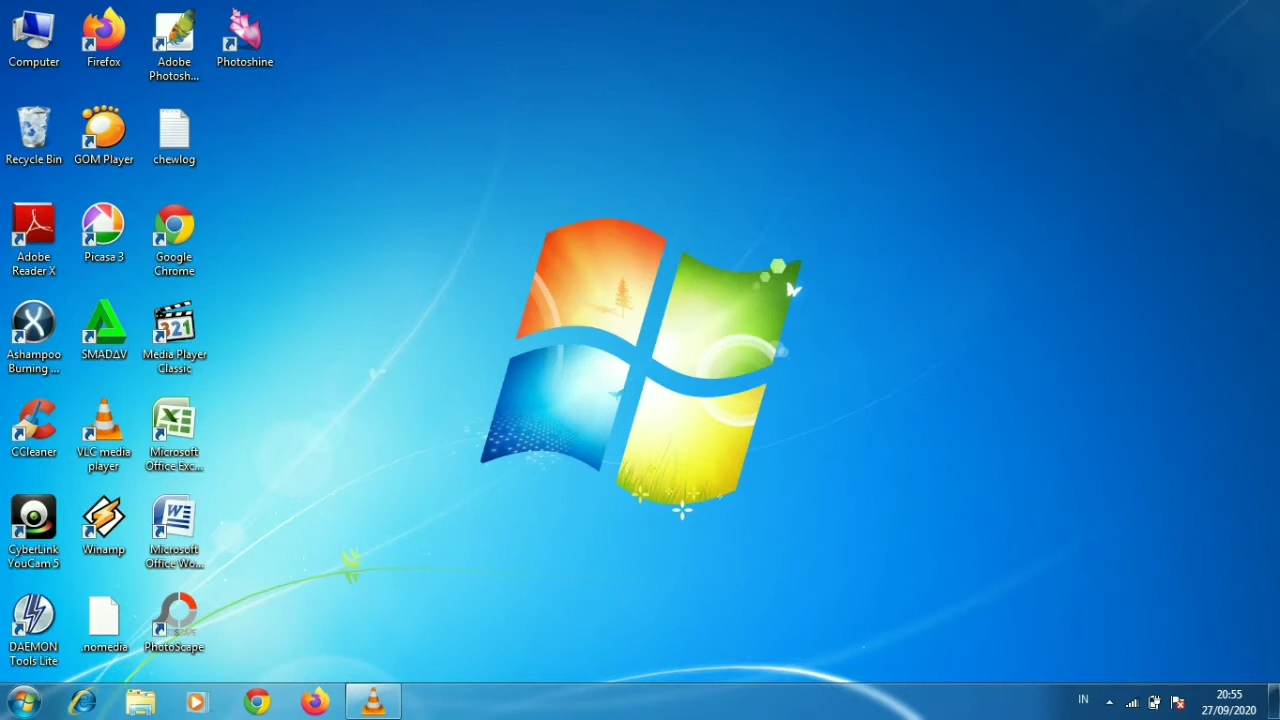 Computer
Firefox
Adobe
Photosh...
Photoshine
Recycle Bin
GOM Player
chewlog
Adobe
Reader X
Picasa 3
Google
Chrome
Ashampoo
Burning ...
SMADΔV
321
Media Player
Classic
CCleaner
VLC media
player
Microsoft
Office Exc...
CyberLink
YouCam 5
Winamp
Microsoft
Office Wo...
DAEMON
Tools Lite
.nomedia
PhotoScape
IN
20:55
27/09/2020